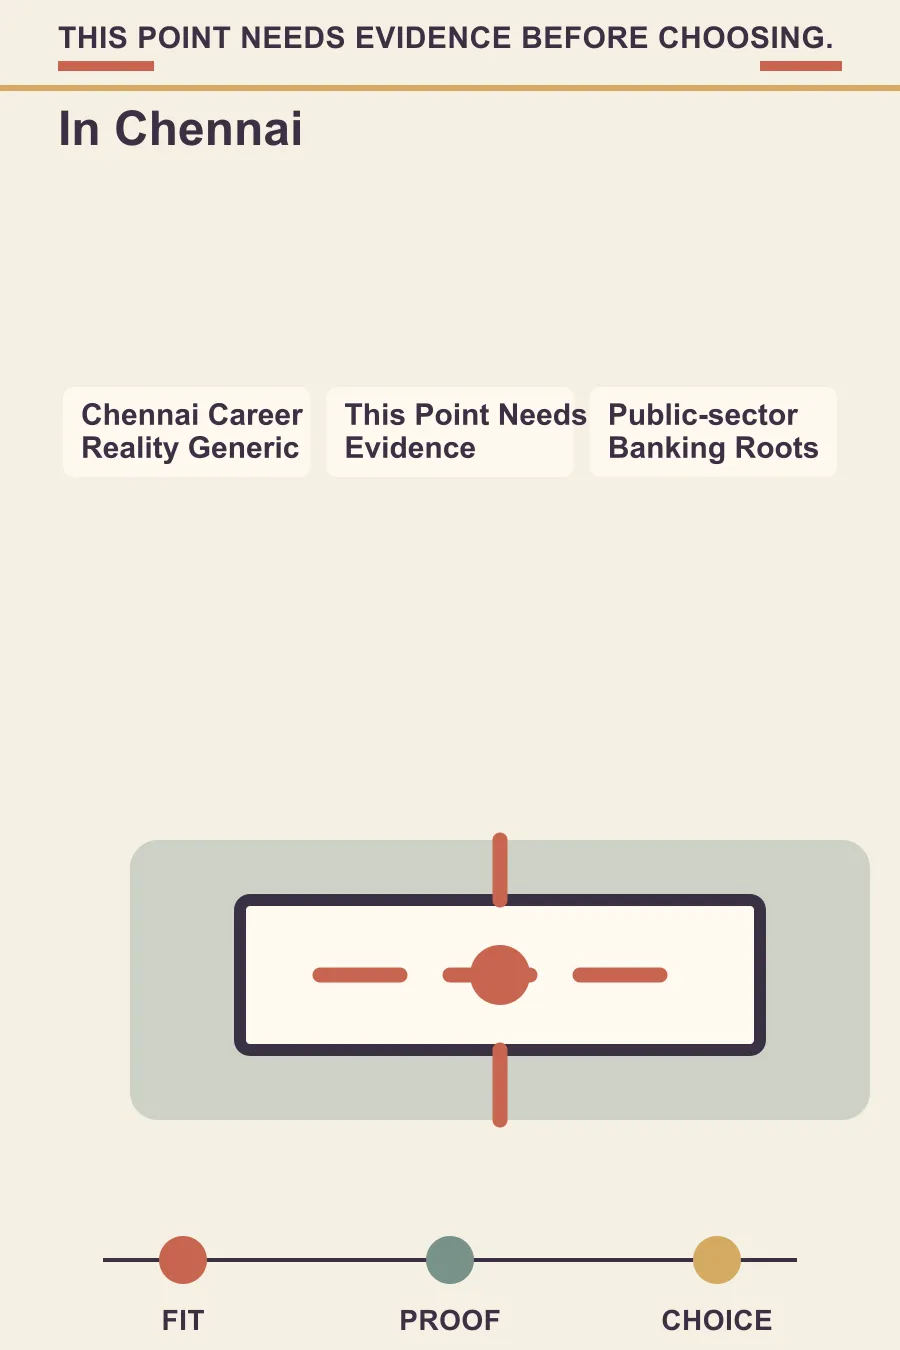 THIS POINT NEEDS EVIDENCE BEFORE CHOOSING.
In Chennai
Chennai Career
Reality Generic
This Point Needs
Evidence
Public-sector
Banking Roots
FIT
PROOF
CHOICE